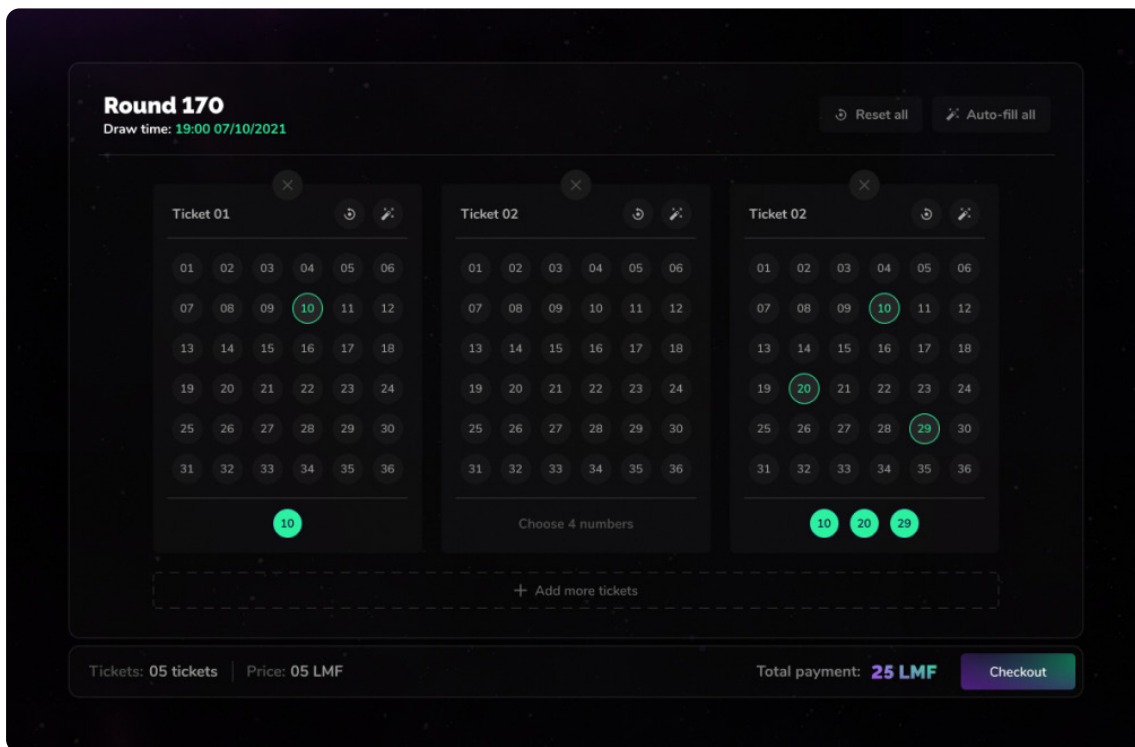 Round 170
Draw time: 19:00 07/10/2021
Reset all
Auto-fill all
Ticket 01
01 02 03 04 05 06
07 08 09 10 11 12
13 14 15 16 17 18
19 20 21 22 23 24
25 26 27 28 29 30
31 32 33 34 35 36
10
Ticket 02
01 02 03 04 05 06
07 08 09 10 11 12
13 14 15 16 17 18
19 20 21 22 23 24
25 26 27 28 29 30
31 32 33 34 35 36
Choose 4 numbers
Ticket 02
01 02 03 04 05 06
07 08 09 10 11 12
13 14 15 16 17 18
19 20 21 22 23 24
25 26 27 28 29 30
31 32 33 34 35 36
10 20 29
Add more tickets
Tickets: 05 tickets
Price: 05 LMF
Total payment: 25 LMF
Checkout